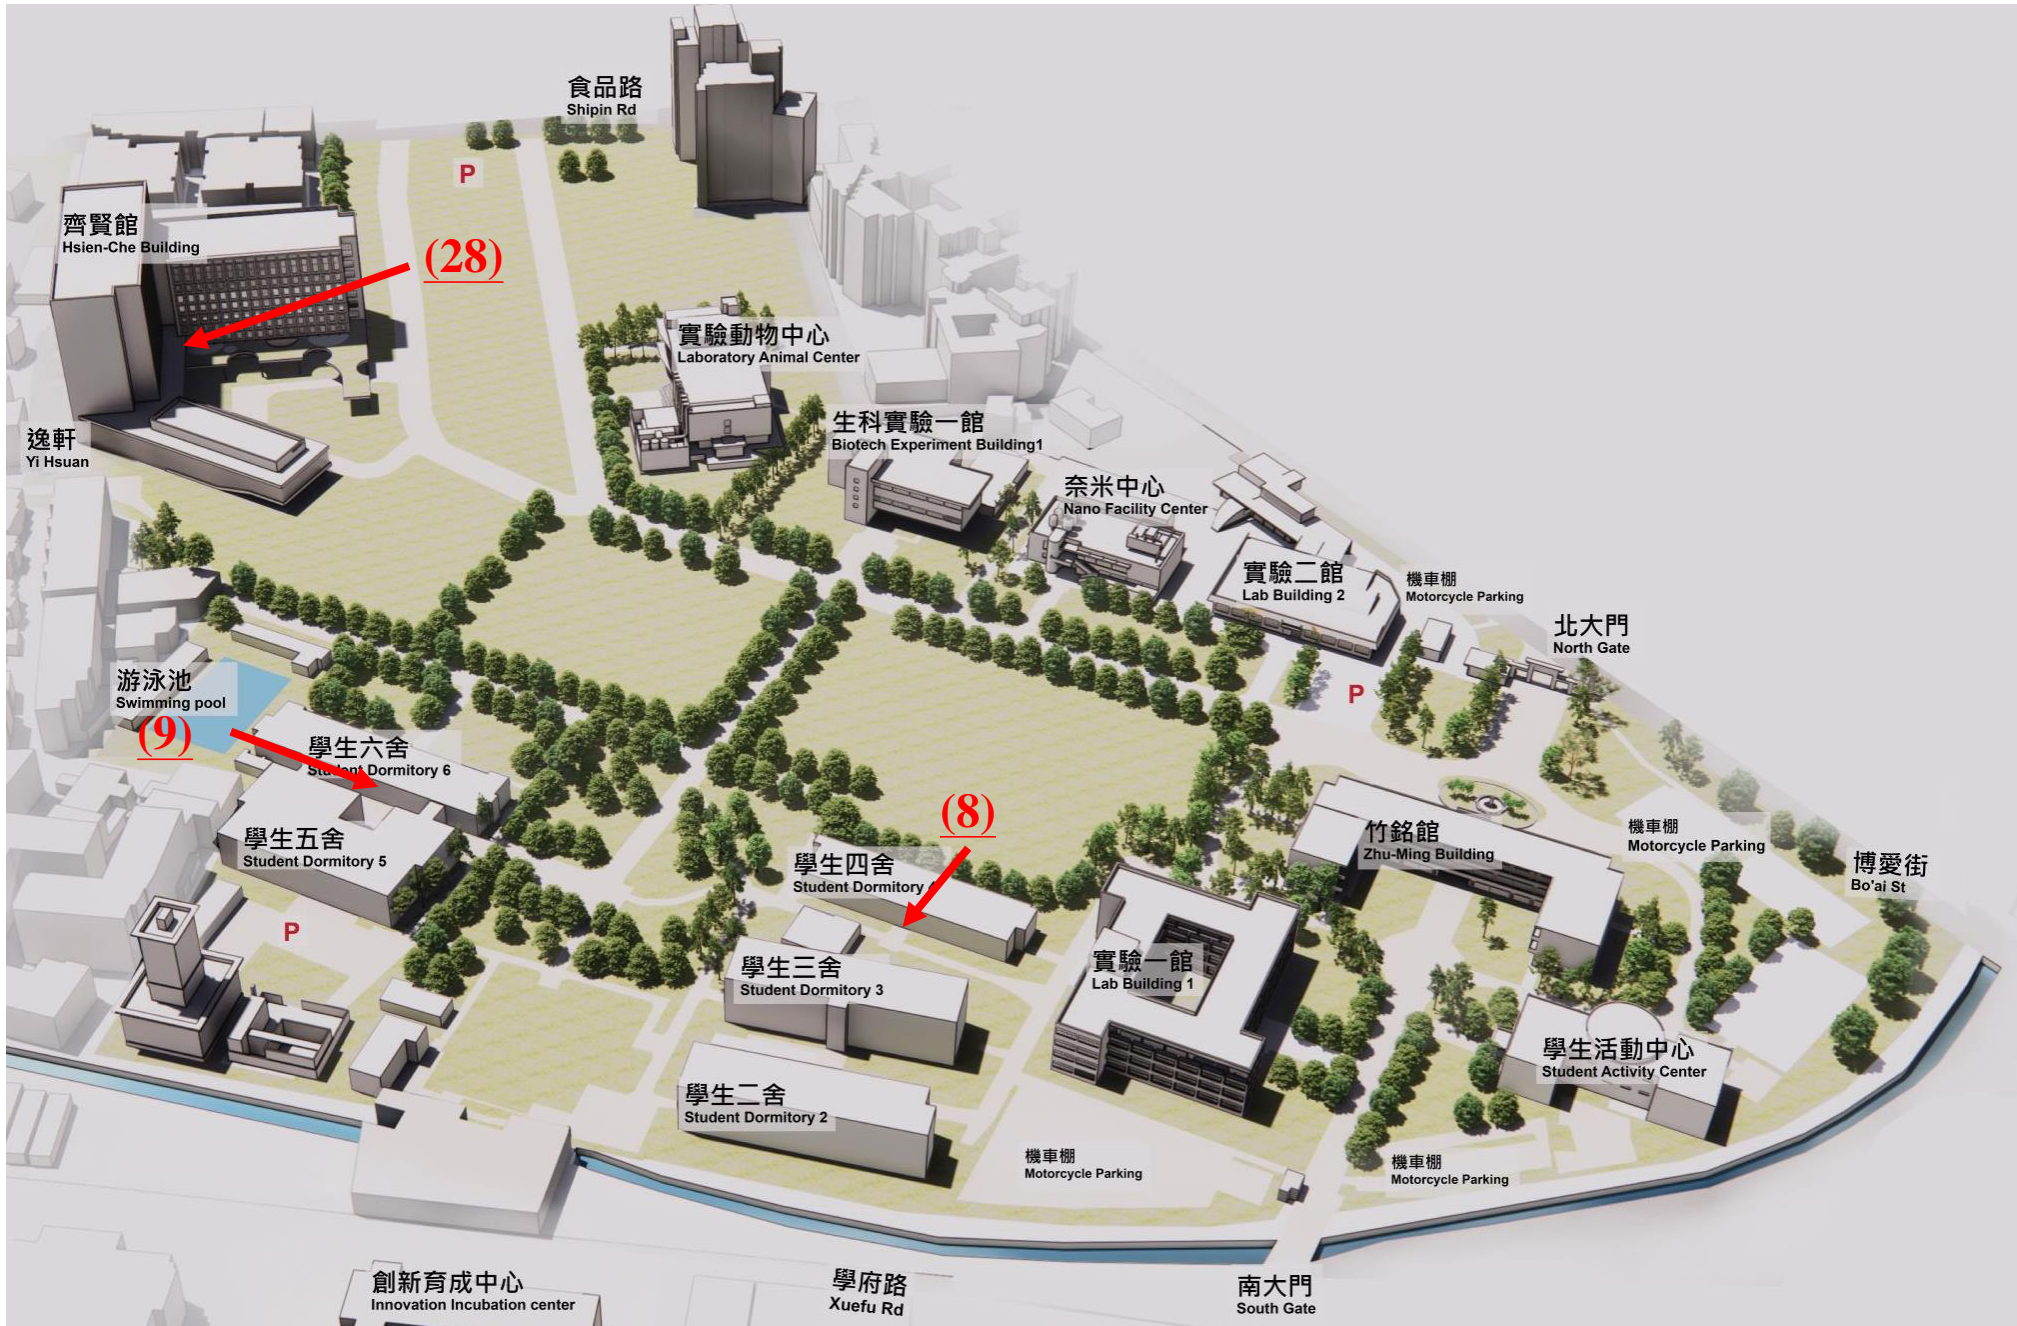 食品路
Shipin Rd
P
齊賢館
Hsien-Che Building
(28)
實驗動物中心
Laboratory Animal Center
生科實驗一館
Biotech Experiment Building1
逸軒
Yi Hsuan
奈米中心
Nano Facility Center
實驗二館
Lab Building 2
機車棚
Motorcycle Parking
北大門
North Gate
游泳池
Swimming pool
(9)
P
學生六舍
Student Dormitory 6
(8)
學生五舍
Student Dormitory 5
學生四舍
Student Dormitory 4
竹銘館
Zhu-Ming Building
機車棚
Motorcycle Parking
博愛街
Bo'ai St
P
學生三舍
Student Dormitory 3
實驗一館
Lab Building 1
學生活動中心
Student Activity Center
學生二舍
Student Dormitory 2
機車棚
Motorcycle Parking
機車棚
Motorcycle Parking
創新育成中心
Innovation Incubation center
學府路
Xuefu Rd
南大門
South Gate